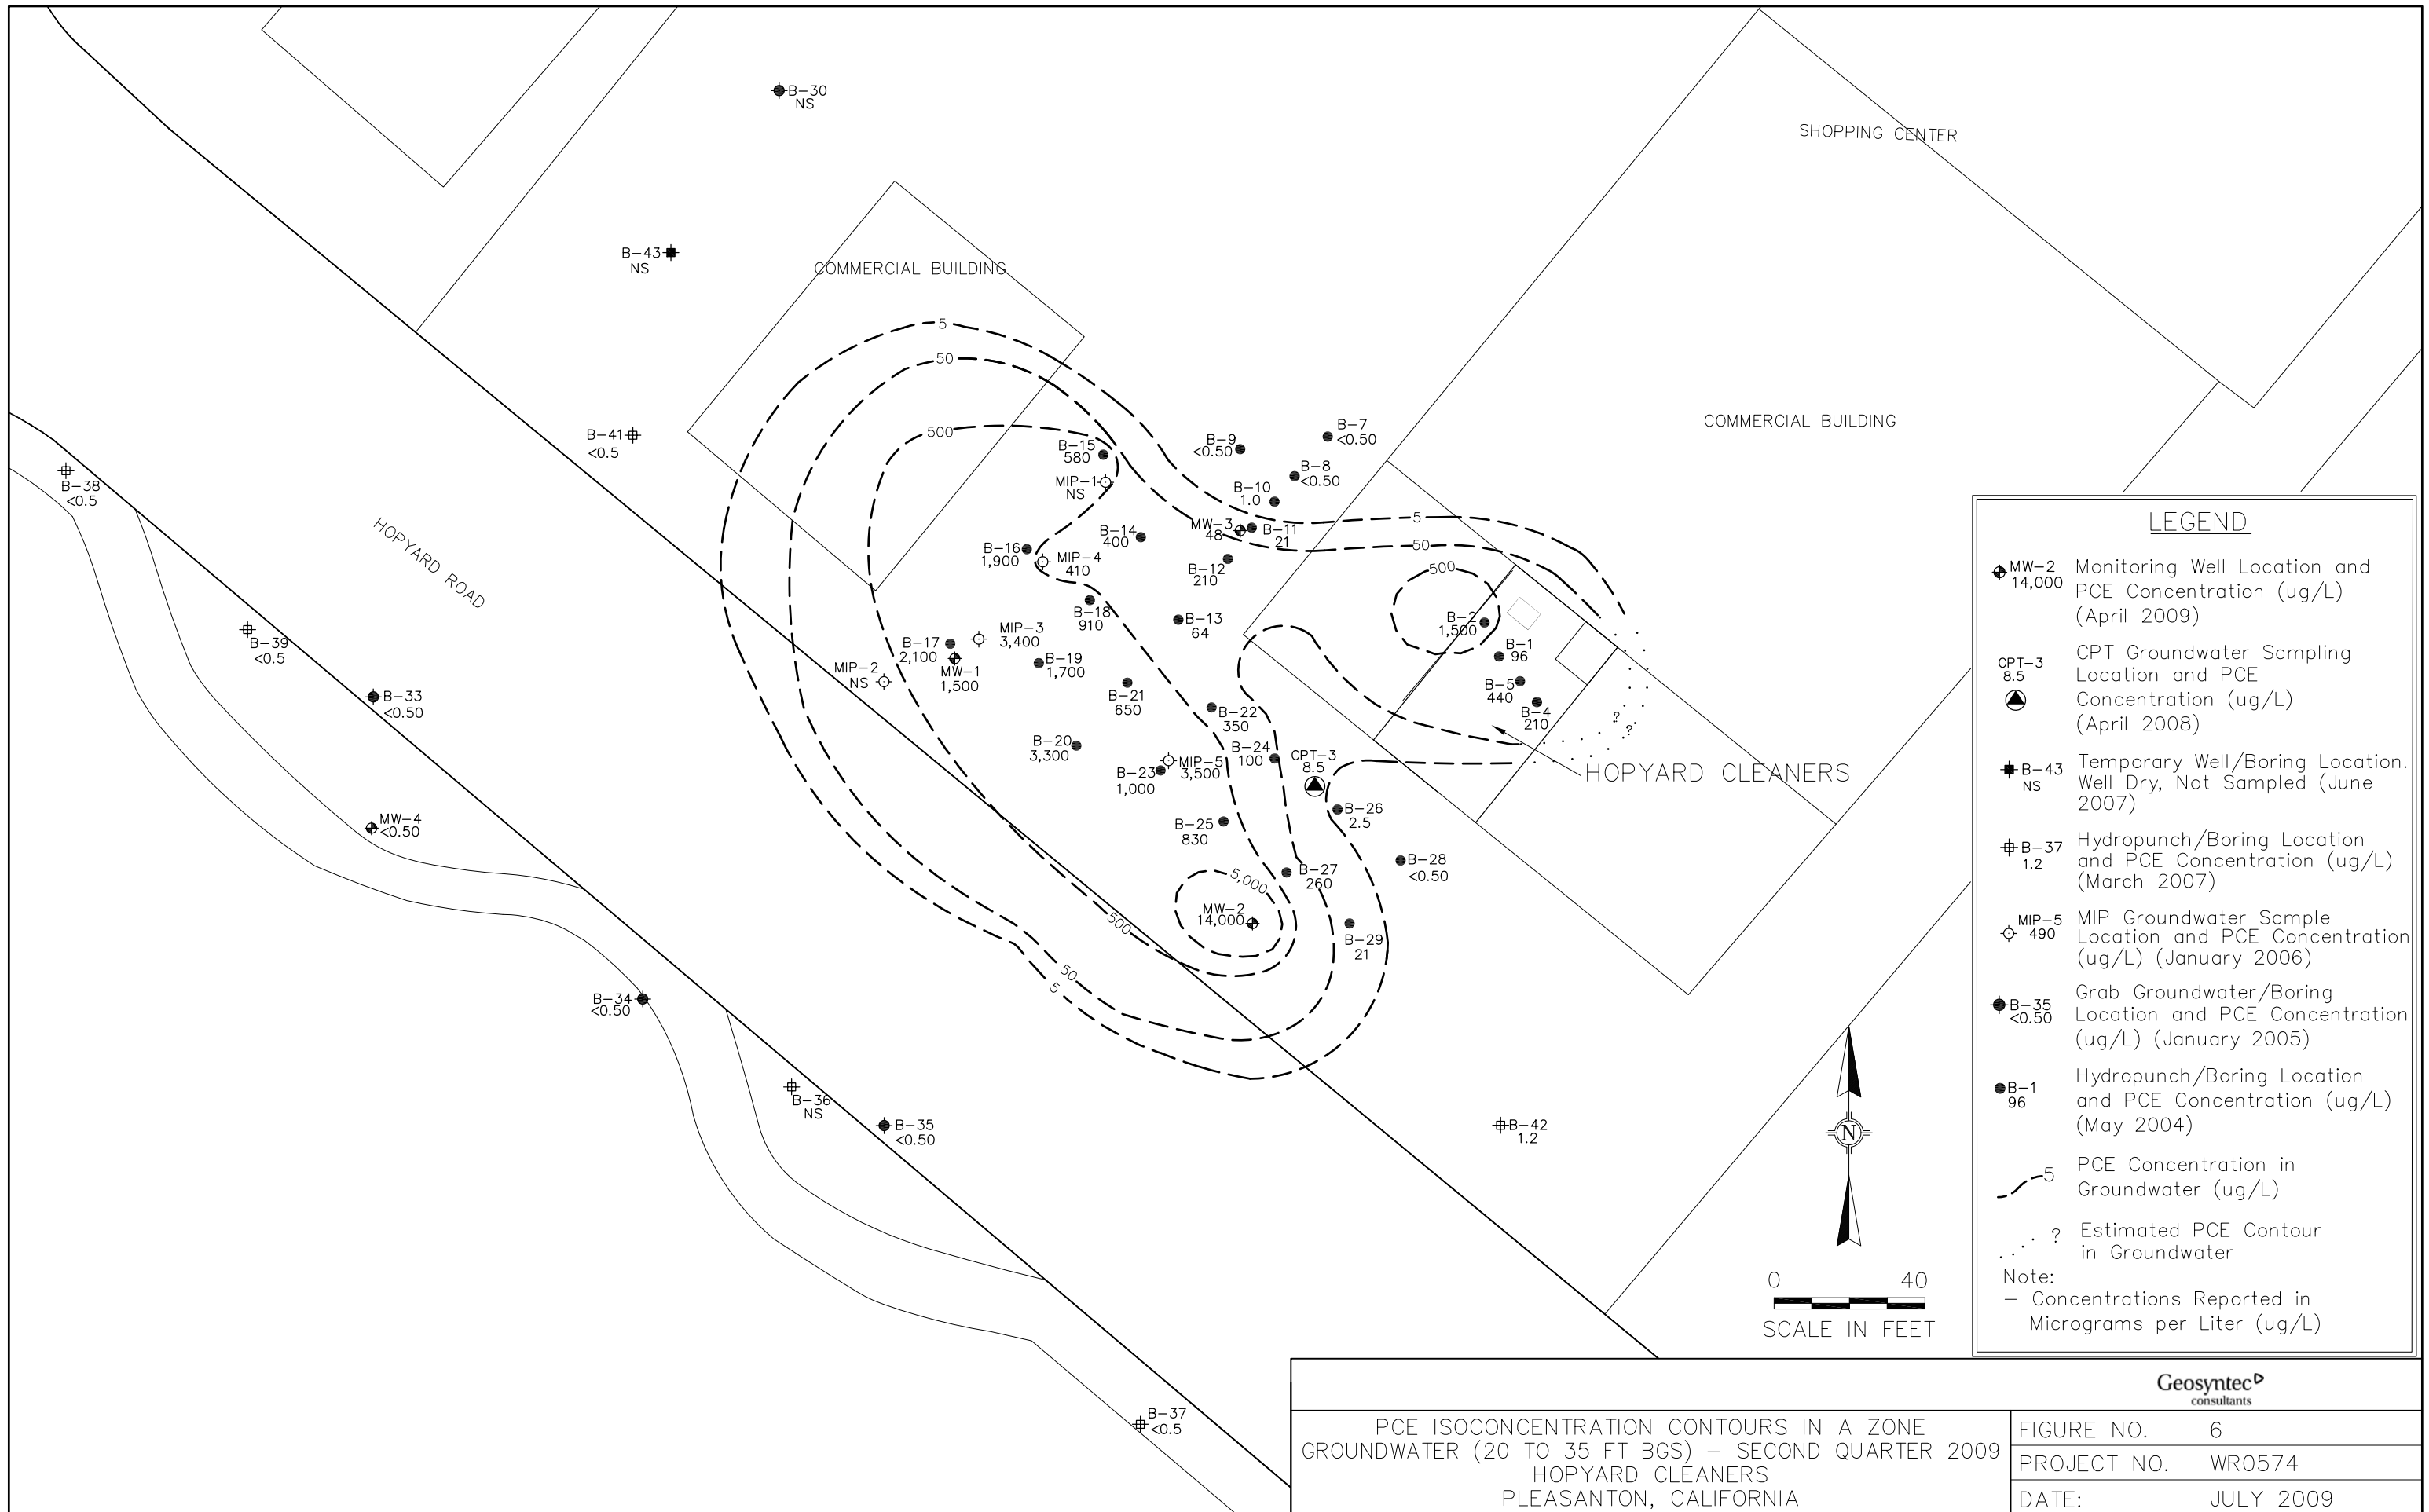 B-30
NS
SHOPPING CENTER
B-43
NS
COMMERCIAL BUILDING
5
50
500
B-41
<0.5
B-15
580
MIP-1
NS
B-9
<0.50
B-7
<0.50
B-8
<0.50
B-10
1.0
COMMERCIAL BUILDING
B-38
<0.5
HOPYARD ROAD
B-14
400
MW-3
48
B-11
21
5
50
B-16
1,900
MIP-4
410
B-12
210
500
B-18
910
B-13
64
B-2
1,500
B-39
<0.5
B-17
2,100
MIP-3
3,400
MW-1
1,500
B-19
1,700
MIP-2
NS
B-1
96
B-5
440
B-4
210
B-33
<0.50
B-21
650
B-22
350
?
?
B-20
3,300
B-24
100
CPT-3
8.5
MIP-5
3,500
B-23
1,000
HOPYARD CLEANERS
MW-4
<0.50
B-25
830
B-26
2.5
B-28
<0.50
B-27
260
5,000
MW-2
14,000
500
B-29
21
50
5
B-34
<0.50
B-36
NS
B-35
<0.50
B-42
1.2
B-37
<0.5
N
0 40
SCALE IN FEET
LEGEND
MW-2
14,000
Monitoring Well Location and
PCE Concentration (ug/L)
(April 2009)
CPT-3
8.5
CPT Groundwater Sampling
Location and PCE
Concentration (ug/L)
(April 2008)
B-43
NS
Temporary Well/Boring Location.
Well Dry, Not Sampled (June
2007)
B-37
1.2
Hydropunch/Boring Location
and PCE Concentration (ug/L)
(March 2007)
MIP-5
490
MIP Groundwater Sample
Location and PCE Concentration
(ug/L) (January 2006)
B-35
<0.50
Grab Groundwater/Boring
Location and PCE Concentration
(ug/L) (January 2005)
B-1
96
Hydropunch/Boring Location
and PCE Concentration (ug/L)
(May 2004)
5
PCE Concentration in
Groundwater (ug/L)
?
Estimated PCE Contour
in Groundwater
Note:
- Concentrations Reported in
Micrograms per Liter (ug/L)
Geosyntec
consultants
PCE ISOCONCENTRATION CONTOURS IN A ZONE
GROUNDWATER (20 TO 35 FT BGS) - SECOND QUARTER 2009
HOPYARD CLEANERS
PLEASANTON, CALIFORNIA
FIGURE NO. 6
PROJECT NO. WR0574
DATE: JULY 2009